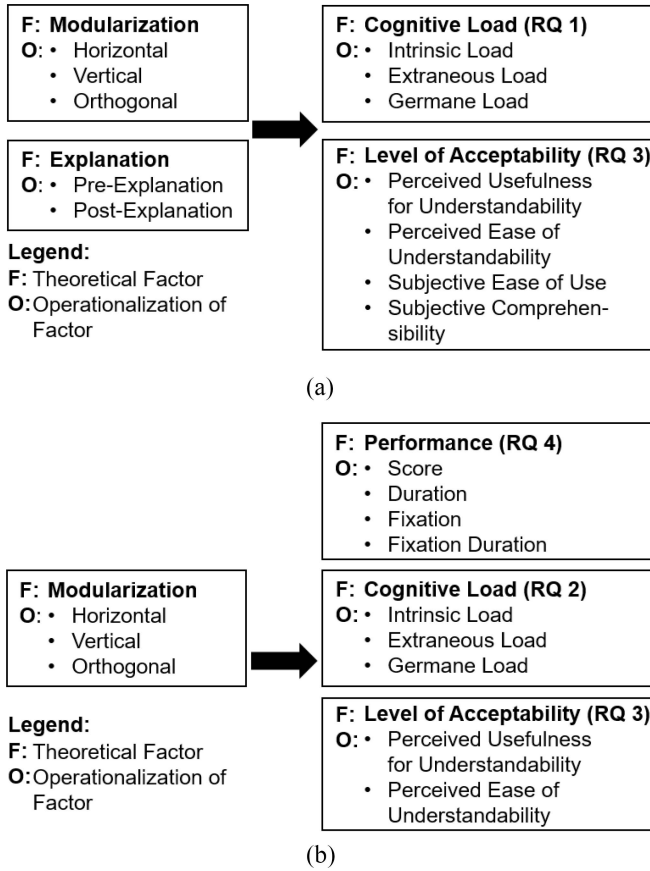 F: Modularization
O: • Horizontal
• Vertical
• Orthogonal
F: Explanation
O: • Pre-Explanation
• Post-Explanation
Legend:
F: Theoretical Factor
O: Operationalization of
Factor
F: Cognitive Load (RQ 1)
O: • Intrinsic Load
• Extraneous Load
• Germane Load
F: Level of Acceptability (RQ 3)
O: • Perceived Usefulness
for Understandability
• Perceived Ease of
Understandability
• Subjective Ease of Use
• Subjective Comprehen-
sibility
(a)
F: Performance (RQ 4)
O: • Score
• Duration
• Fixation
• Fixation Duration
F: Modularization
O: • Horizontal
• Vertical
• Orthogonal
Legend:
F: Theoretical Factor
O: Operationalization of
Factor
F: Cognitive Load (RQ 2)
O: • Intrinsic Load
• Extraneous Load
• Germane Load
F: Level of Acceptability (RQ 3)
O: • Perceived Usefulness
for Understandability
• Perceived Ease of
Understandability
(b)